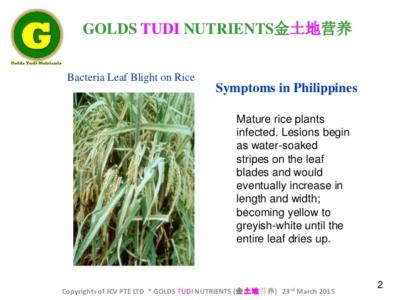 GOLDS TUDI NUTRIENTS金土地营养
G
Golds Tudi Nutrients
Bacteria Leaf Blight on Rice
Symptoms in Philippines
Mature rice plants
infected. Lesions begin
as water-soaked
stripes on the leaf
blades and would
eventually increase in
length and width;
becoming yellow to
greyish-white until the
entire leaf dries up.
Copyrights of JCV PTE LTD * GOLDS TUDI NUTRIENTS (金土地营养) 23rd March 2015
2